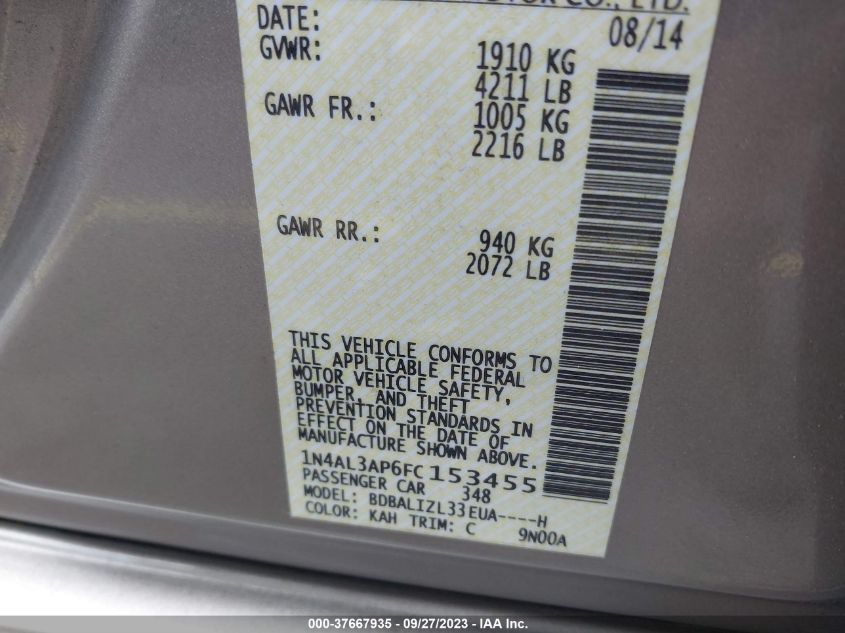 MOTOR CO., LTD.
DATE: 08/14
GVWR: 1910 KG
4211 LB
GAWR FR.: 1005 KG
2216 LB
GAWR RR.: 940 KG
2072 LB
THIS VEHICLE CONFORMS TO
ALL APPLICABLE FEDERAL
MOTOR VEHICLE SAFETY,
BUMPER, AND THEFT
PREVENTION STANDARDS IN
EFFECT ON THE DATE OF
MANUFACTURE SHOWN ABOVE.
1N4AL3AP6FC153455
PASSENGER CAR 348
MODEL: BDBALIZL33EUA----H
COLOR: KAH TRIM: C 9N00A
000-37667935 - 09/27/2023 - IAA Inc.